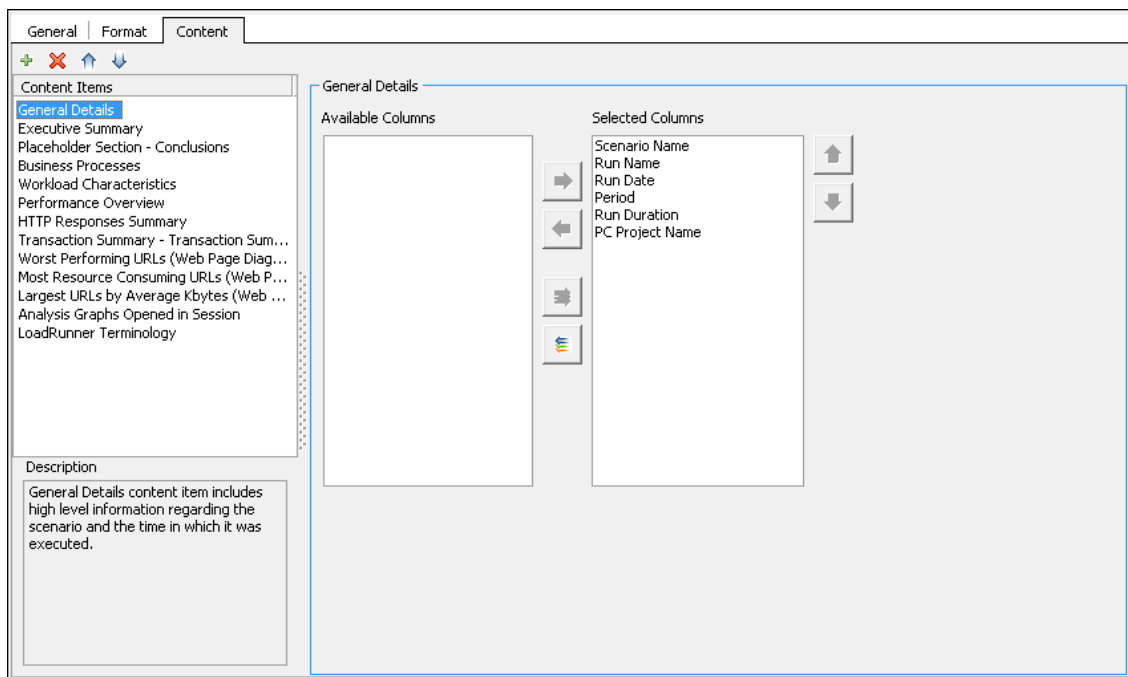 General
Format
Content
Content Items
General Details
Executive Summary
Placeholder Section - Conclusions
Business Processes
Workload Characteristics
Performance Overview
HTTP Responses Summary
Transaction Summary - Transaction Sum...
Worst Performing URLs (Web Page Diag...
Most Resource Consuming URLs (Web P...
Largest URLs by Average Kbytes (Web ...
Analysis Graphs Opened in Session
LoadRunner Terminology
Description
General Details content item includes
high level information regarding the
scenario and the time in which it was
executed.
General Details
Available Columns
Selected Columns
Scenario Name
Run Name
Run Date
Period
Run Duration
PC Project Name